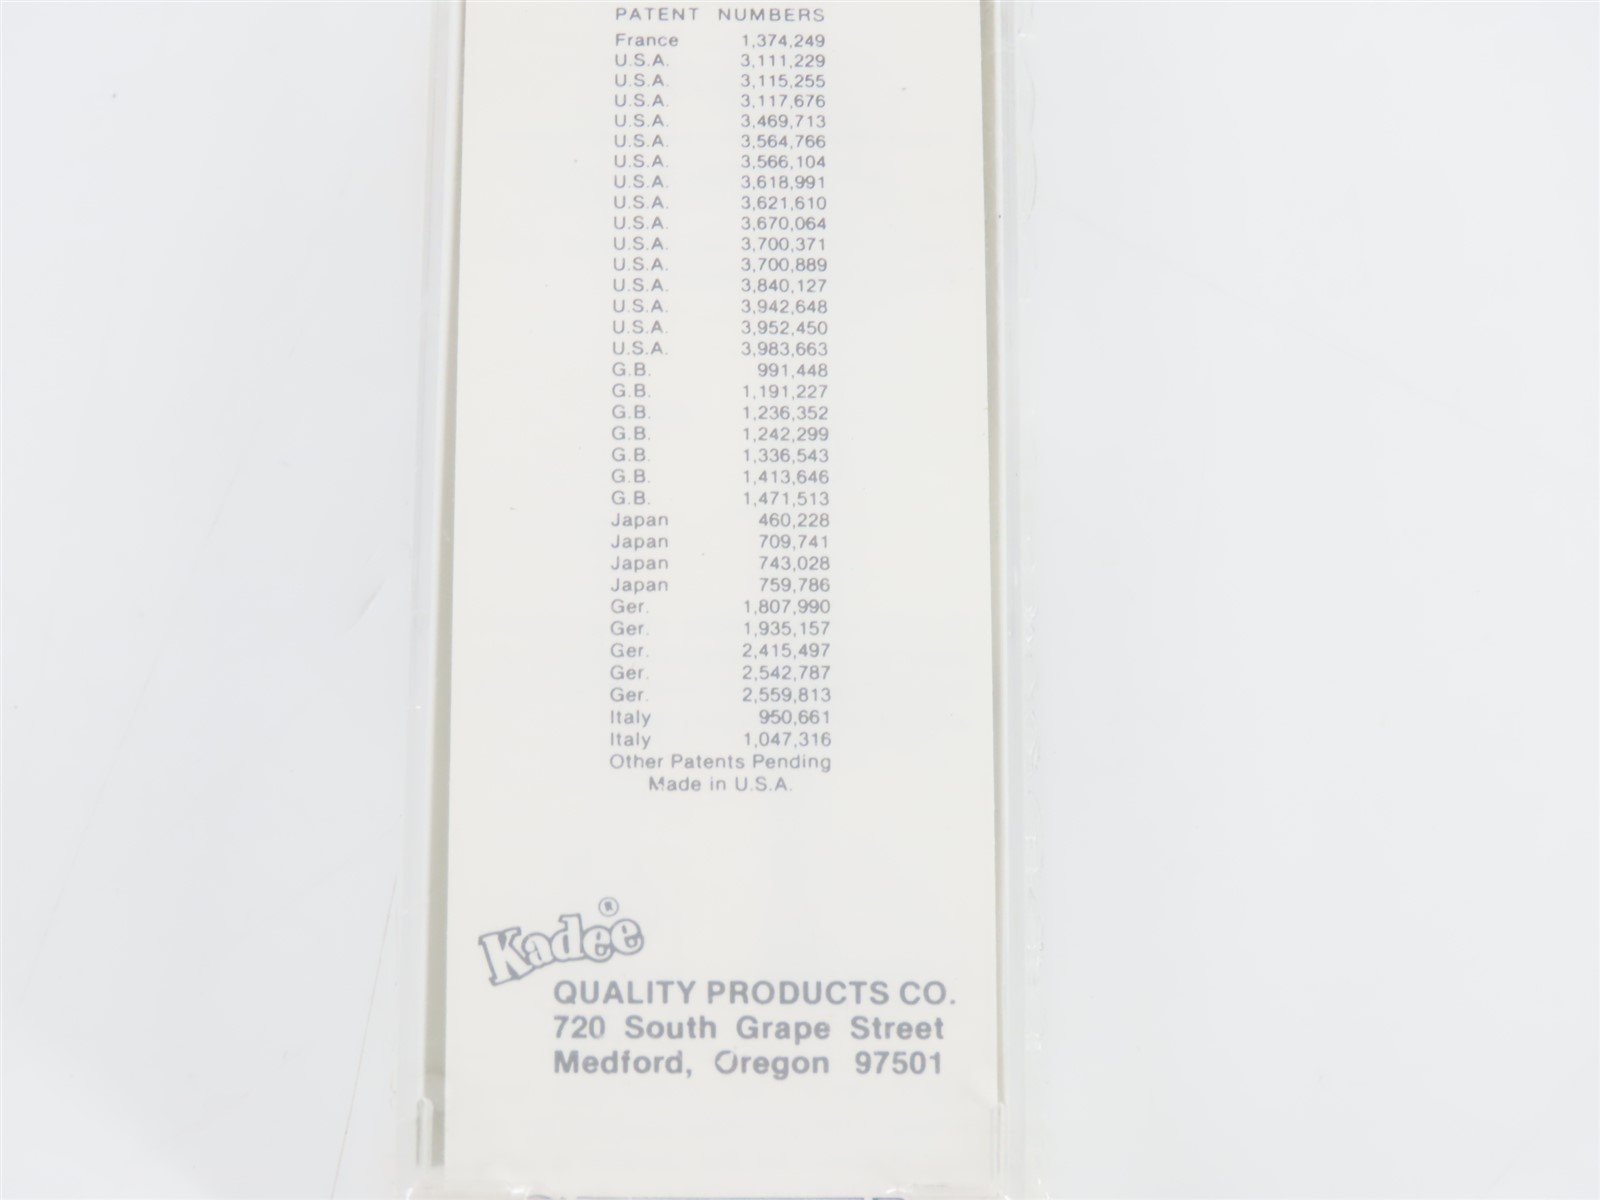 PATENT NUMBERS
France 1,374,249
U.S.A. 3,111,229
U.S.A. 3,115,255
U.S.A. 3,117,676
U.S.A. 3,469,713
U.S.A. 3,564,766
U.S.A. 3,566,104
U.S.A. 3,618,991
U.S.A. 3,621,610
U.S.A. 3,670,064
U.S.A. 3,700,371
U.S.A. 3,700,889
U.S.A. 3,840,127
U.S.A. 3,942,648
U.S.A. 3,952,450
U.S.A. 3,983,663
G.B. 991,448
G.B. 1,191,227
G.B. 1,236,352
G.B. 1,242,299
G.B. 1,336,543
G.B. 1,413,646
G.B. 1,471,513
Japan 460,228
Japan 709,741
Japan 743,028
Japan 759,786
Ger. 1,807,990
Ger. 1,935,157
Ger. 2,415,497
Ger. 2,542,787
Ger. 2,559,813
Italy 950,661
Italy 1,047,316
Other Patents Pending
Made in U.S.A.
Kadee®
QUALITY PRODUCTS CO.
720 South Grape Street
Medford, Oregon 97501